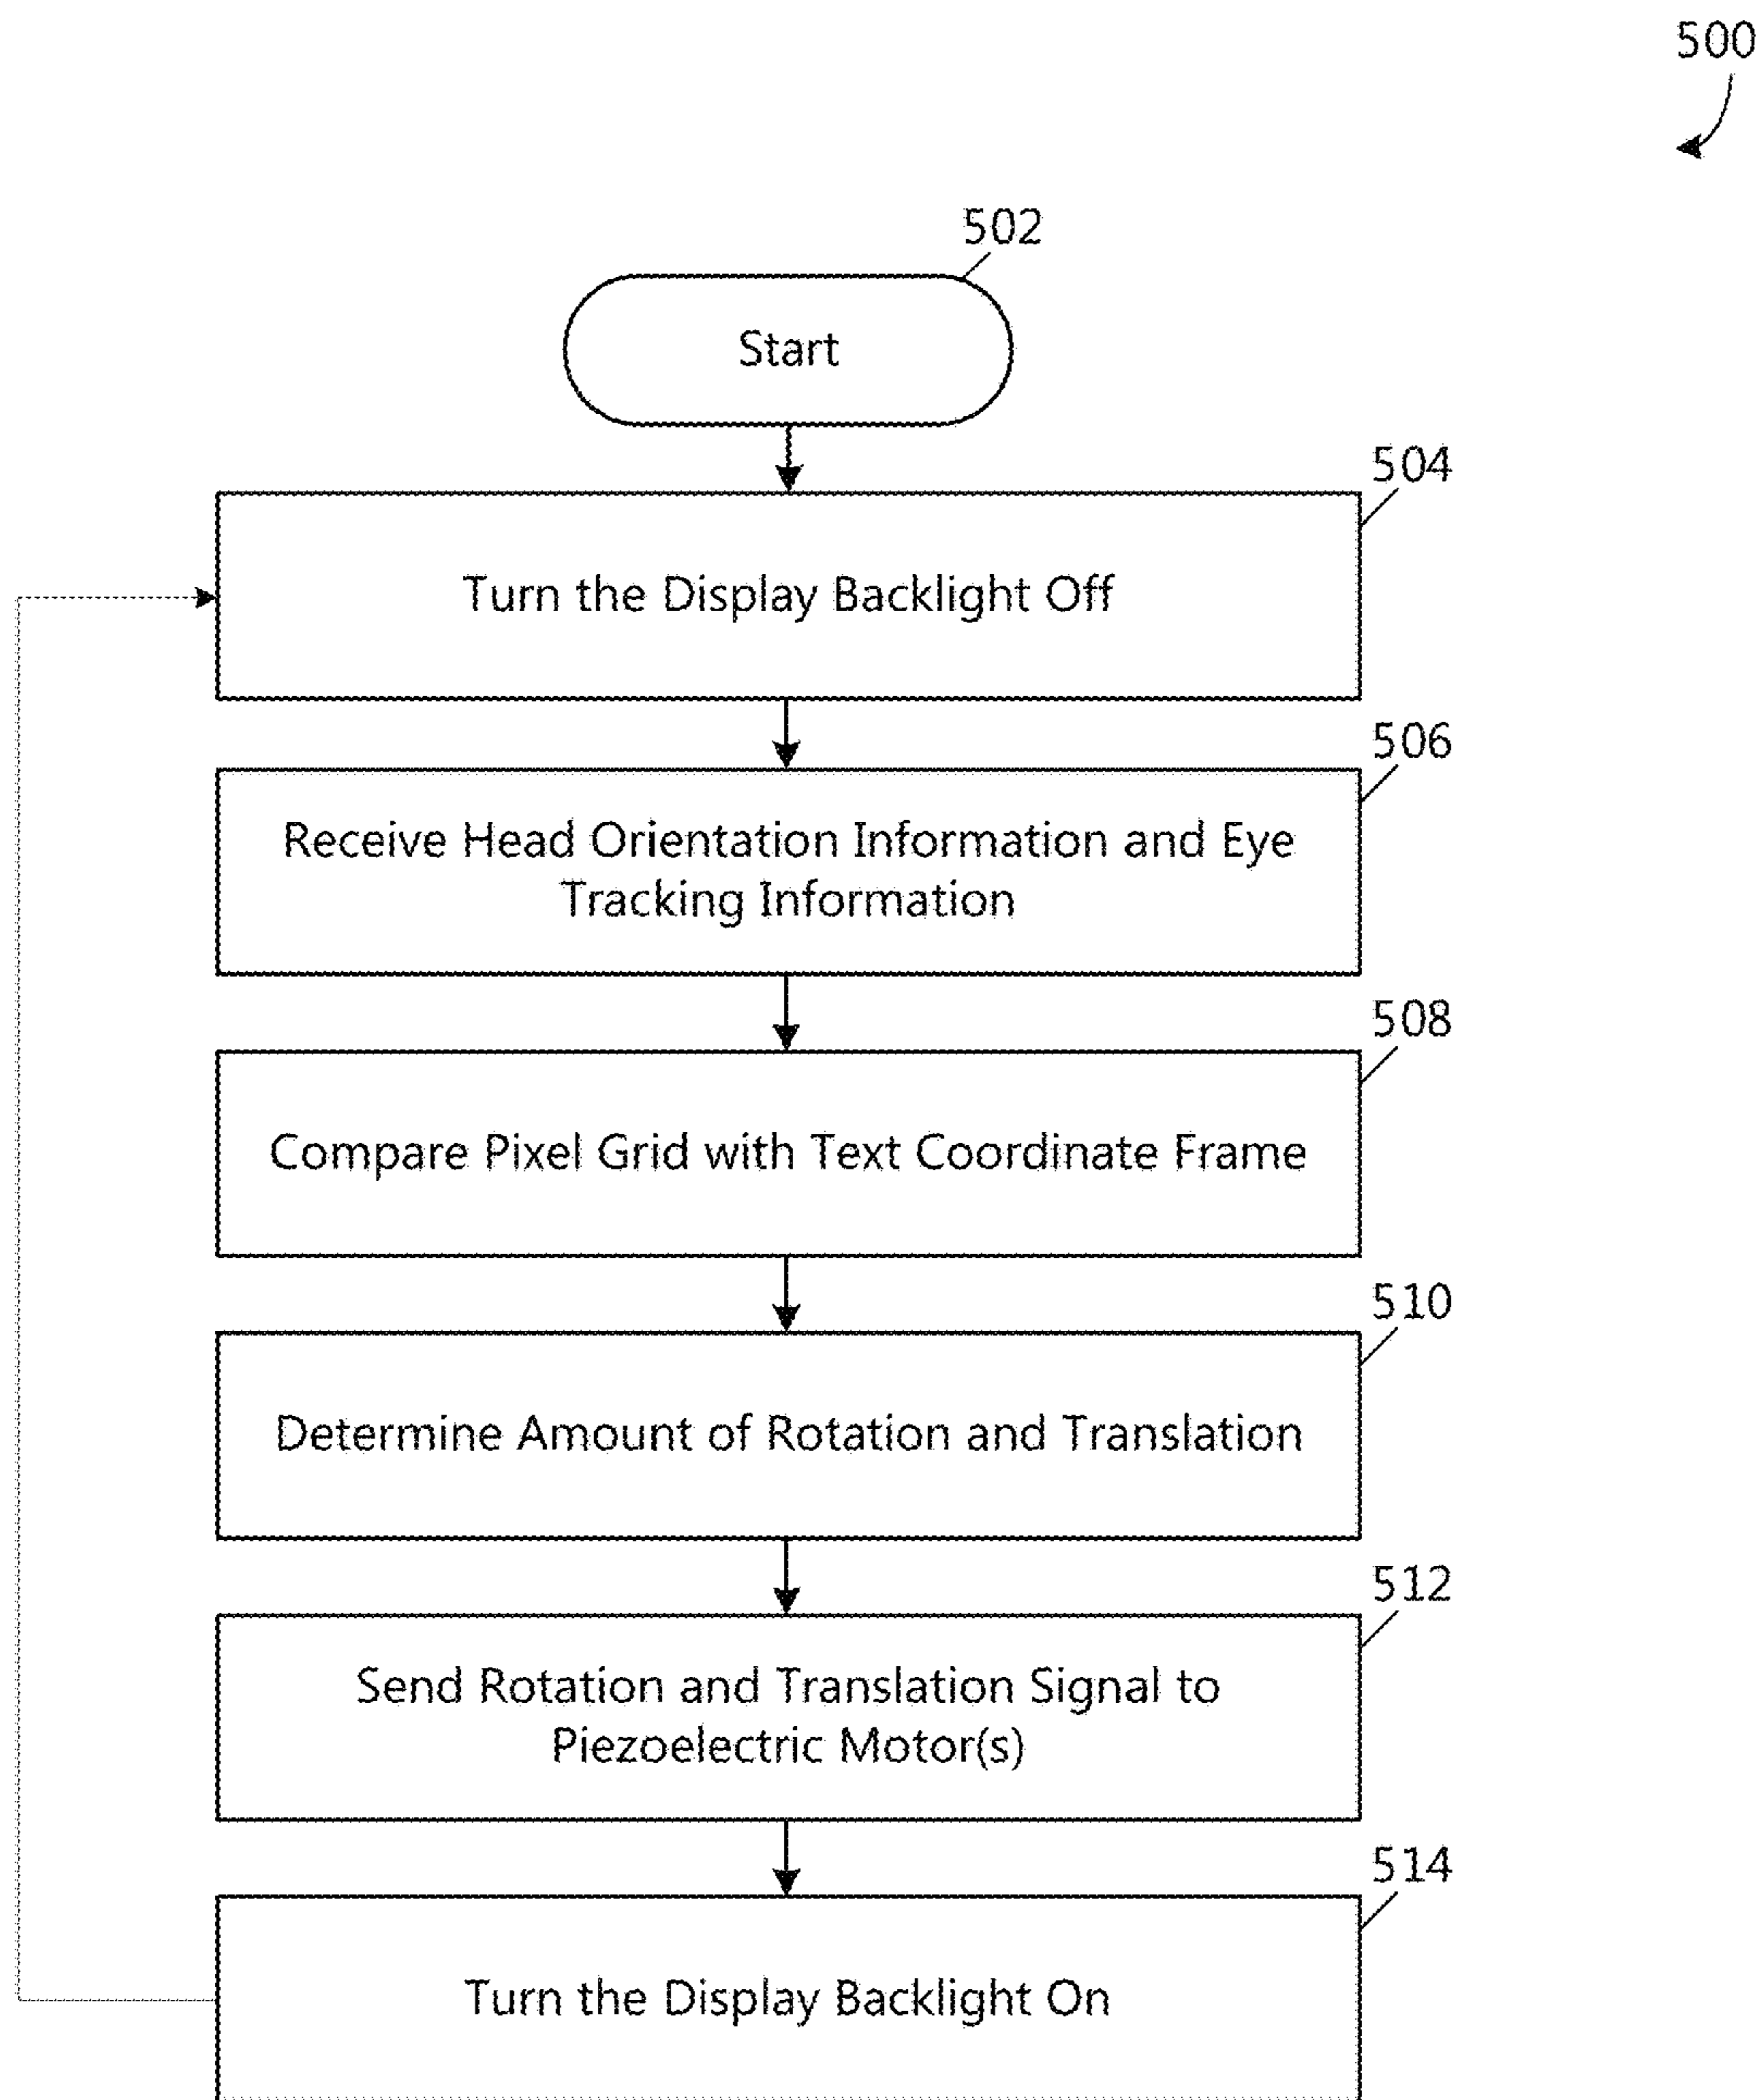 500
502
Start
504
Turn the Display Backlight Off
506
Receive Head Orientation Information and Eye
Tracking Information
508
Compare Pixel Grid with Text Coordinate Frame
510
Determine Amount of Rotation and Translation
512
Send Rotation and Translation Signal to
Piezoelectric Motor(s)
514
Turn the Display Backlight On